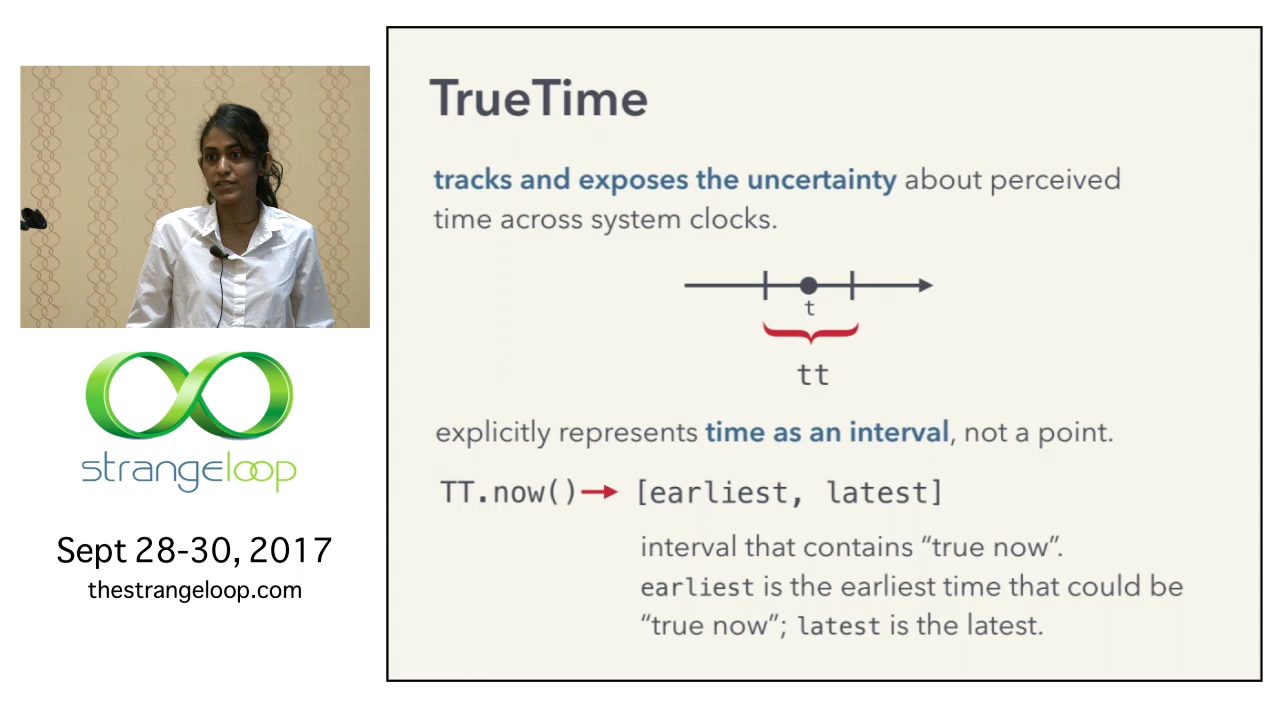 strangeloop
Sept 28-30, 2017
thestrangeloop.com
TrueTime
tracks and exposes the uncertainty about perceived
time across system clocks.
t
tt
explicitly represents time as an interval, not a point.
TT.now() → [earliest, latest]
interval that contains “true now”.
earliest is the earliest time that could be
“true now”; latest is the latest.